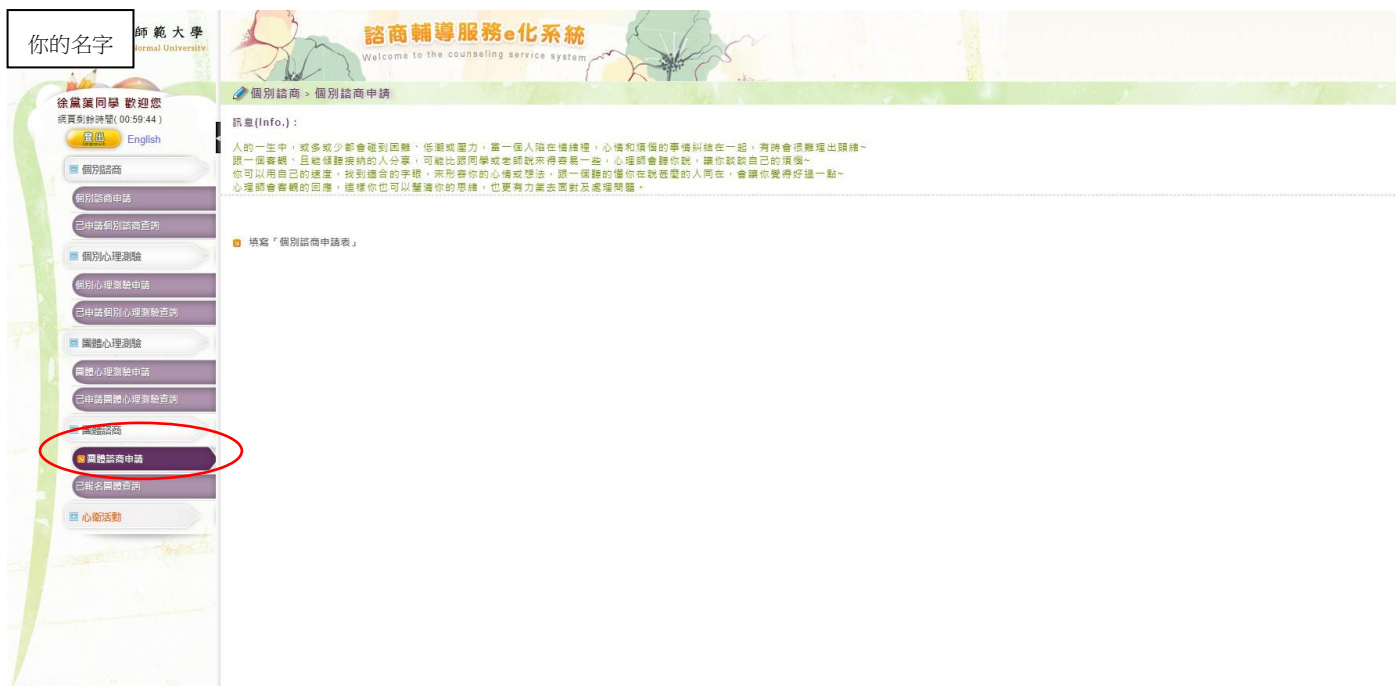 你的名字
師範大學
Normal University
諮商輔導服務e化系統
Welcome to the counseling service system
徐黛葉同學 歡迎您
網頁剩餘時間( 00:59:44 )
登出
English
個別諮商
個別諮商申請
已申請個別諮商查詢
個別心理測驗
個別心理測驗申請
已申請個別心理測驗查詢
團體心理測驗
團體心理測驗申請
已申請團體心理測驗查詢
團體諮商
團體諮商申請
已報名團體查詢
心衛活動
個別諮商 > 個別諮商申請
訊息(Info.)：
人的一生中，或多或少都會碰到困難、低潮或壓力，當一個人陷在情緒裡，心情和煩惱的事情糾結在一起，有時會很難理出頭緒~
跟一個客觀、且能傾聽接納的人分享，可能比跟同學或老師說來得容易一些，心理師會聽你說，讓你談談自己的煩惱~
你可以用自己的速度，找到適合的字眼，來形容你的心情或想法，跟一個聽的懂你在說甚麼的人同在，會讓你覺得好過一點~
心理師會客觀的回應，這樣你也可以釐清你的思緒，也更有力氣去面對及處理問題。
填寫「個別諮商申請表」